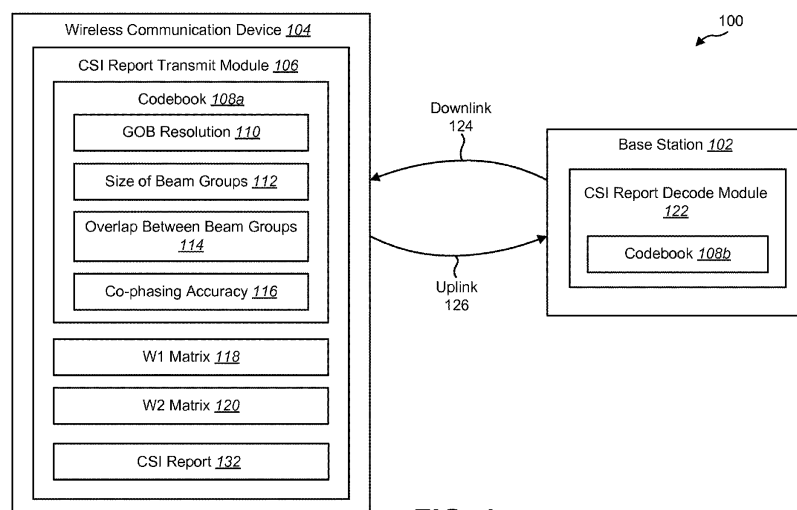 Wireless Communication Device 104
100
CSI Report Transmit Module 106
Codebook 108a
GOB Resolution 110
Size of Beam Groups 112
Overlap Between Beam Groups
114
Co-phasing Accuracy 116
W1 Matrix 118
W2 Matrix 120
CSI Report 132
Downlink
124
Uplink
126
Base Station 102
CSI Report Decode Module
122
Codebook 108b